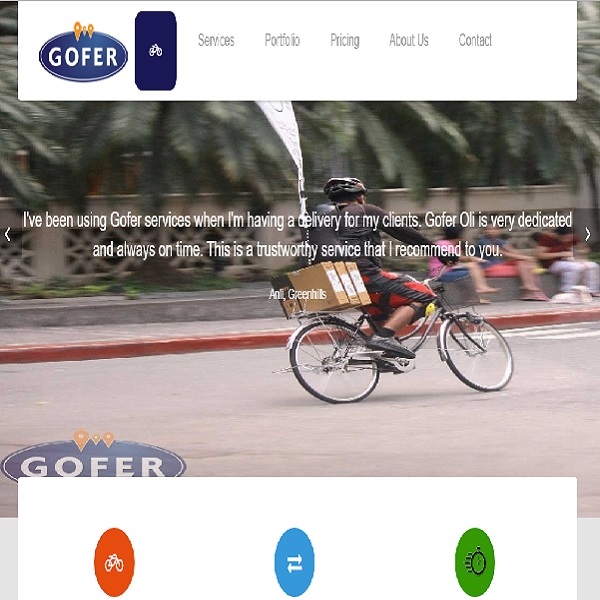 GOFER
Services Portfolio Pricing About Us Contact
I've been using Gofer services when I'm having a delivery for my clients. Gofer Oli is very dedicated
and always on time. This is a trustworthy service that I recommend to you.
Anli, Greenhills
GOFER